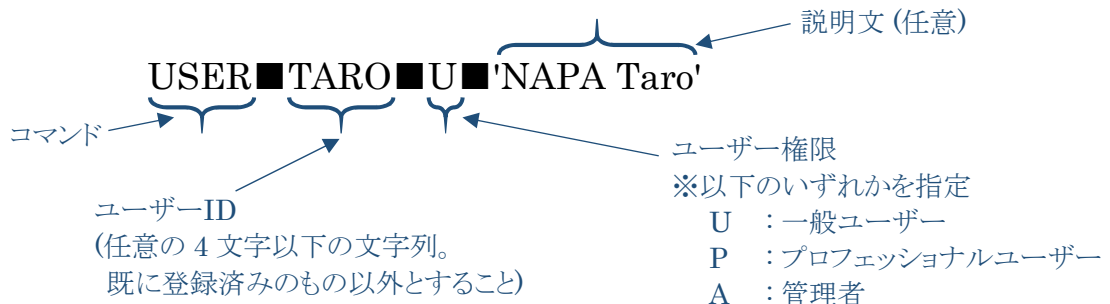 説明文 (任意)
USER■TARO■U■'NAPA Taro'
コマンド
ユーザー権限
※以下のいずれかを指定
U ：一般ユーザー
P ：プロフェッショナルユーザー
A ：管理者
ユーザーID
(任意の 4 文字以下の文字列。
既に登録済みのもの以外とすること)